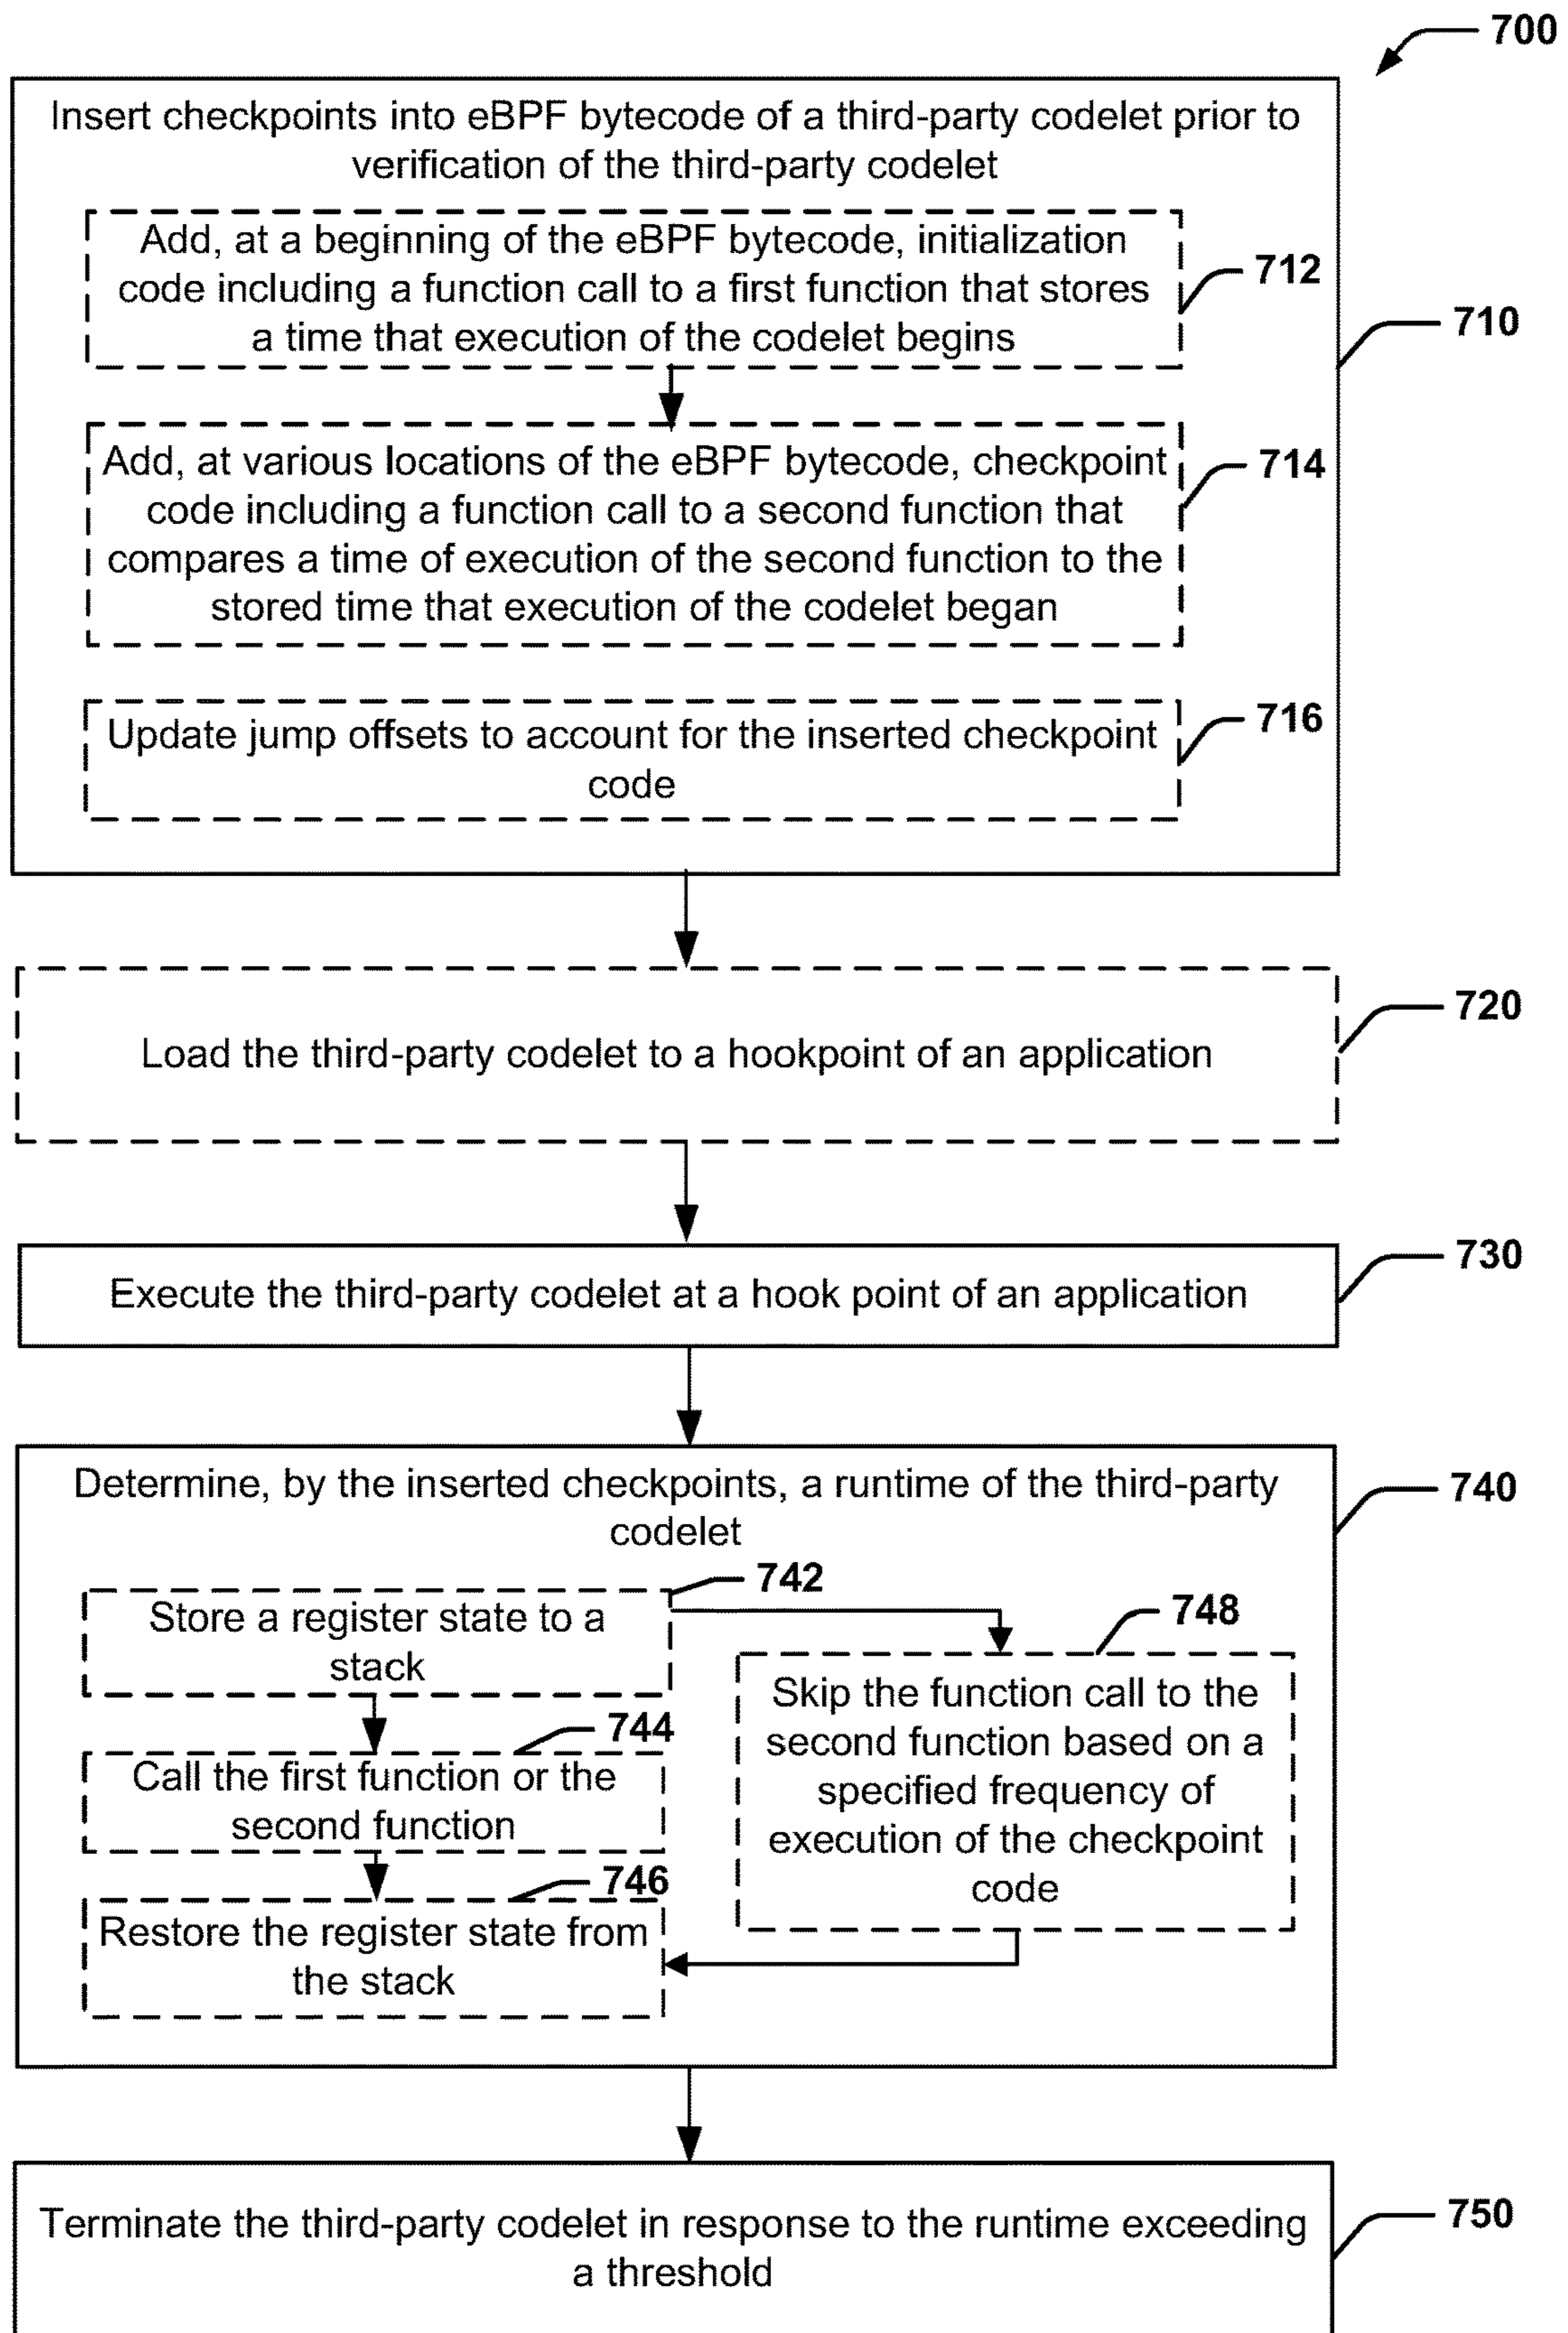 700
Insert checkpoints into eBPF bytecode of a third-party codelet prior to
verification of the third-party codelet
Add, at a beginning of the eBPF bytecode, initialization
code including a function call to a first function that stores
a time that execution of the codelet begins
712
710
Add, at various locations of the eBPF bytecode, checkpoint
code including a function call to a second function that
compares a time of execution of the second function to the
stored time that execution of the codelet began
714
Update jump offsets to account for the inserted checkpoint
code
716
Load the third-party codelet to a hookpoint of an application
720
Execute the third-party codelet at a hook point of an application
730
Determine, by the inserted checkpoints, a runtime of the third-party
codelet
740
Store a register state to a
stack
742
Call the first function or the
second function
744
Restore the register state from
the stack
746
Skip the function call to the
second function based on a
specified frequency of
execution of the checkpoint
code
748
Terminate the third-party codelet in response to the runtime exceeding
a threshold
750